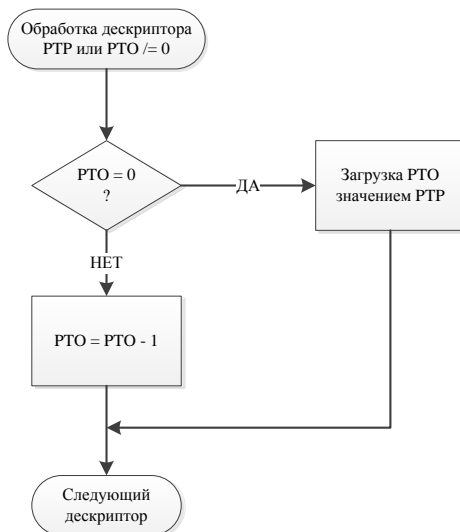 Обработка дескриптора
PTP или PTO /= 0
PTO = 0
?
ДА
Загрузка PTO
значением PTP
НЕТ
PTO = PTO - 1
Следующий
дескриптор